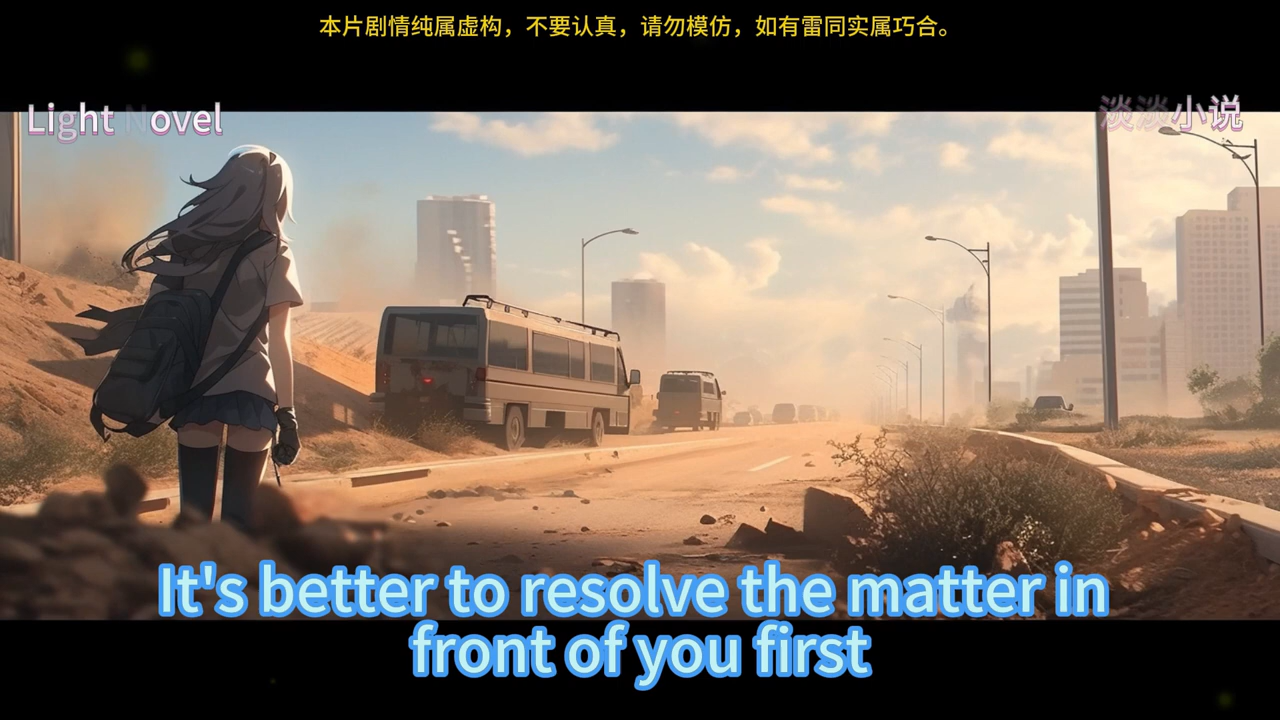 本片剧情纯属虚构，不要认真，请勿模仿，如有雷同实属巧合。
Light Novel
淡淡小说
It's better to resolve the matter in
front of you first